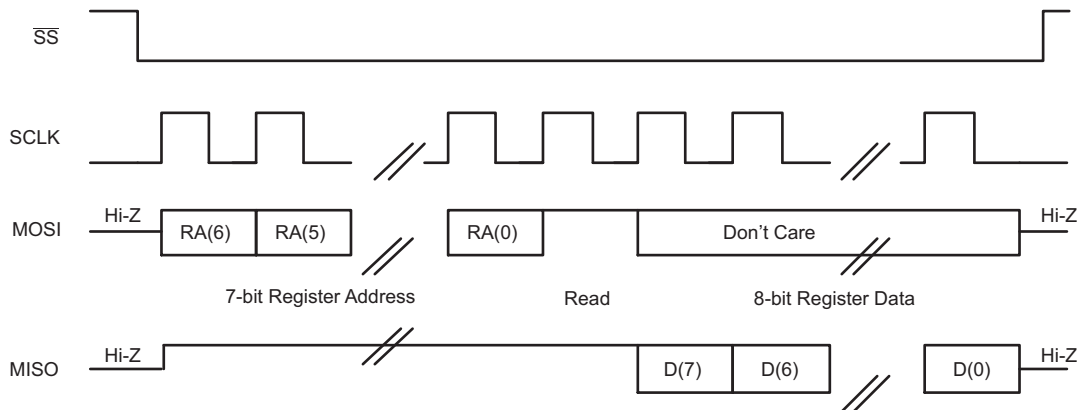 SS
SCLK
MOSI Hi-Z RA(6) RA(5) RA(0) Don't Care Hi-Z
7-bit Register Address Read 8-bit Register Data
MISO Hi-Z D(7) D(6) D(0) Hi-Z